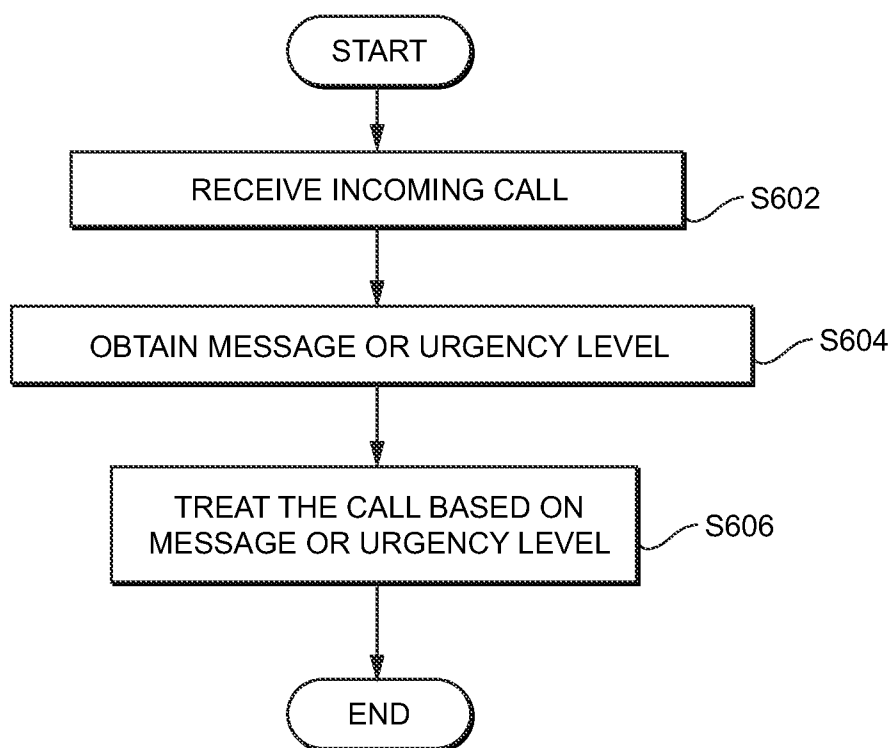 START
RECEIVE INCOMING CALL
S602
OBTAIN MESSAGE OR URGENCY LEVEL
S604
TREAT THE CALL BASED ON
MESSAGE OR URGENCY LEVEL
S606
END